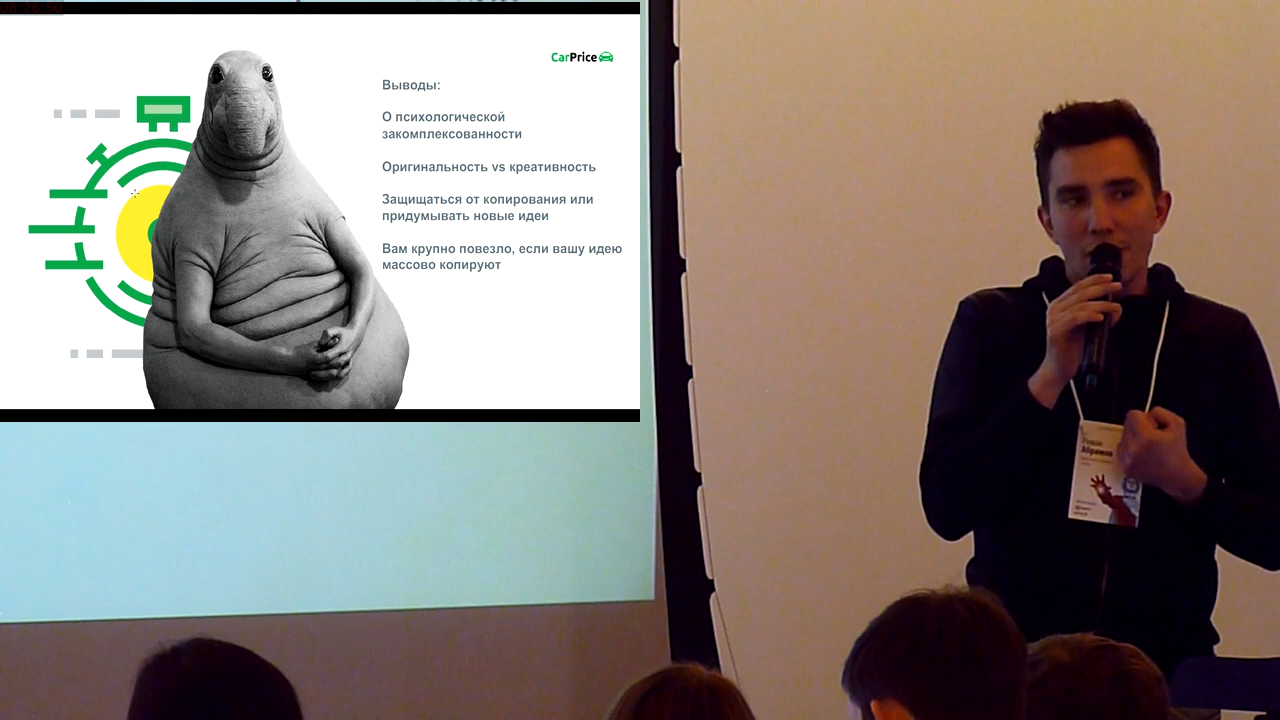 CarPrice
Выводы:
О психологической
закомплексованности
Оригинальность vs креативность
Защищаться от копирования или
придумывать новые идеи
Вам крупно повезло, если вашу идею
массово копируют
Абрамов